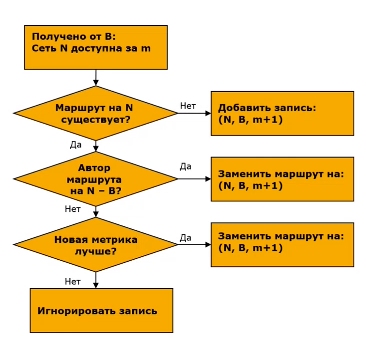 Получено от B:
Сеть N доступна за m
Маршрут на N
существует?
Нет
Добавить запись:
(N, B, m+1)
Да
Автор
маршрута
на N − B?
Да
Заменить маршрут на:
(N, B, m+1)
Нет
Новая метрика
лучше?
Да
Заменить маршрут на:
(N, B, m+1)
Нет
Игнорировать запись